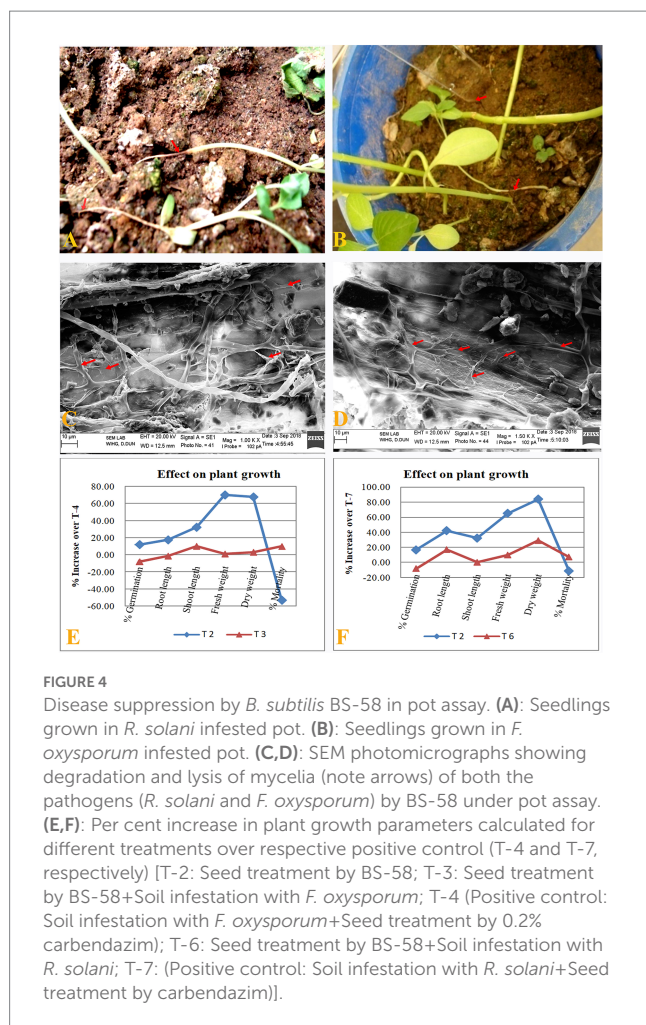 A
B
C
10 µm
SEM LAB
WIHG, D.DUN
EHT = 20.00 kV
WD = 12.5 mm
Signal A = SE1
Photo No. = 41
Mag = 1.00 K X
I Probe = 102 pA
Date :3 Sep 2018
Time :4:55:45
ZEISS
D
10 µm
SEM LAB
WIHG, D.DUN
EHT = 20.00 kV
WD = 12.5 mm
Signal A = SE1
Photo No. = 44
Mag = 1.50 K X
I Probe = 102 pA
Date :3 Sep 2018
Time :5:10:03
ZEISS
Effect on plant growth
% Increase over T-4
80.00
60.00
40.00
20.00
0.00
-20.00
-40.00
-60.00
% Germination
Root length
Shoot length
Fresh weight
Dry weight
% Mortality
E
T 2
T 3
Effect on plant growth
% Increase over T-7
100.00
80.00
60.00
40.00
20.00
0.00
-20.00
% Germination
Root length
Shoot length
Fresh weight
Dry weight
% Mortality
F
T 2
T 6
FIGURE 4
Disease suppression by B. subtilis BS-58 in pot assay. (A): Seedlings
grown in R. solani infested pot. (B): Seedlings grown in F.
oxysporum infested pot. (C,D): SEM photomicrographs showing
degradation and lysis of mycelia (note arrows) of both the
pathogens (R. solani and F. oxysporum) by BS-58 under pot assay.
(E,F): Per cent increase in plant growth parameters calculated for
different treatments over respective positive control (T-4 and T-7,
respectively) [T-2: Seed treatment by BS-58; T-3: Seed treatment
by BS-58+Soil infestation with F. oxysporum; T-4 (Positive control:
Soil infestation with F. oxysporum+Seed treatment by 0.2%
carbendazim); T-6: Seed treatment by BS-58+Soil infestation with
R. solani; T-7: (Positive control: Soil infestation with R. solani+Seed
treatment by carbendazim)].